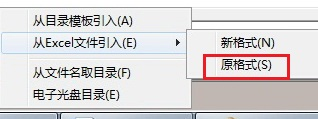 从目录模板引入(A)
从Excel文件引入(E)
从文件名取目录(F)
电子光盘目录(E)
新格式(N)
原格式(S)